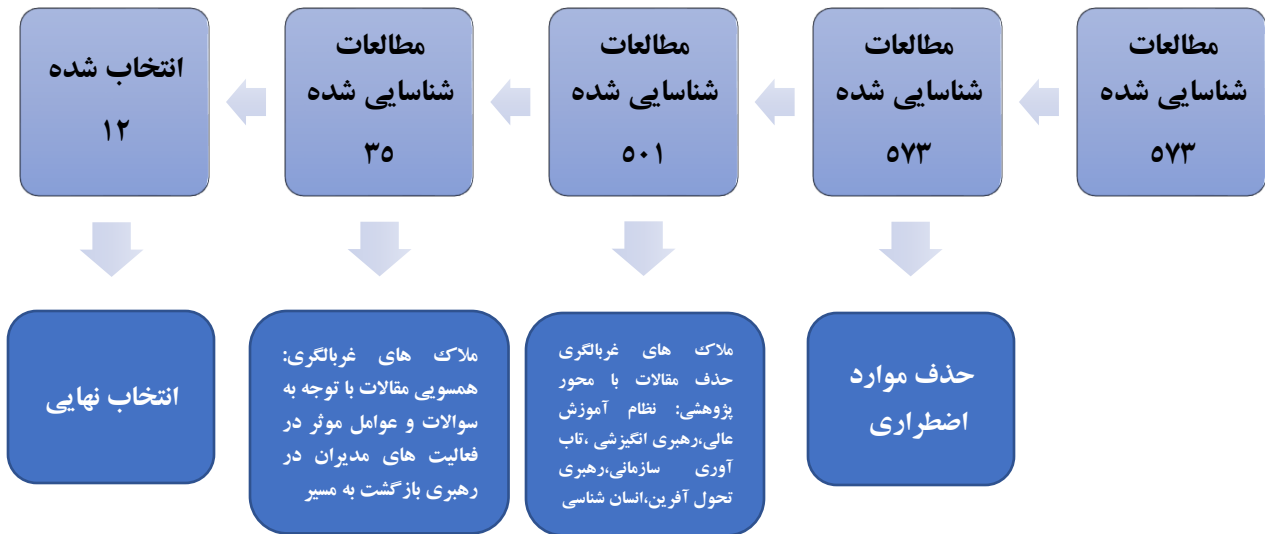 مطالعات
شناسایی شده
۵۷۳
مطالعات
شناسایی شده
۵۷۳
مطالعات
شناسایی شده
۵۰۱
مطالعات
شناسایی شده
۳۵
انتخاب شده
۱۲
حذف موارد
اضطراری
ملاک های غربالگری
حذف مقالات با محور
پژوهشی: نظام آموزش
عالی,رهبری انگیزشی ,تاب
آوری سازمانی,رهبری
تحول آفرین,انسان شناسی
ملاک های غربالگری:
همسویی مقالات با توجه به
سوالات و عوامل موثر در
فعالیت های مدیران در
رهبری بازگشت به مسیر
انتخاب نهایی